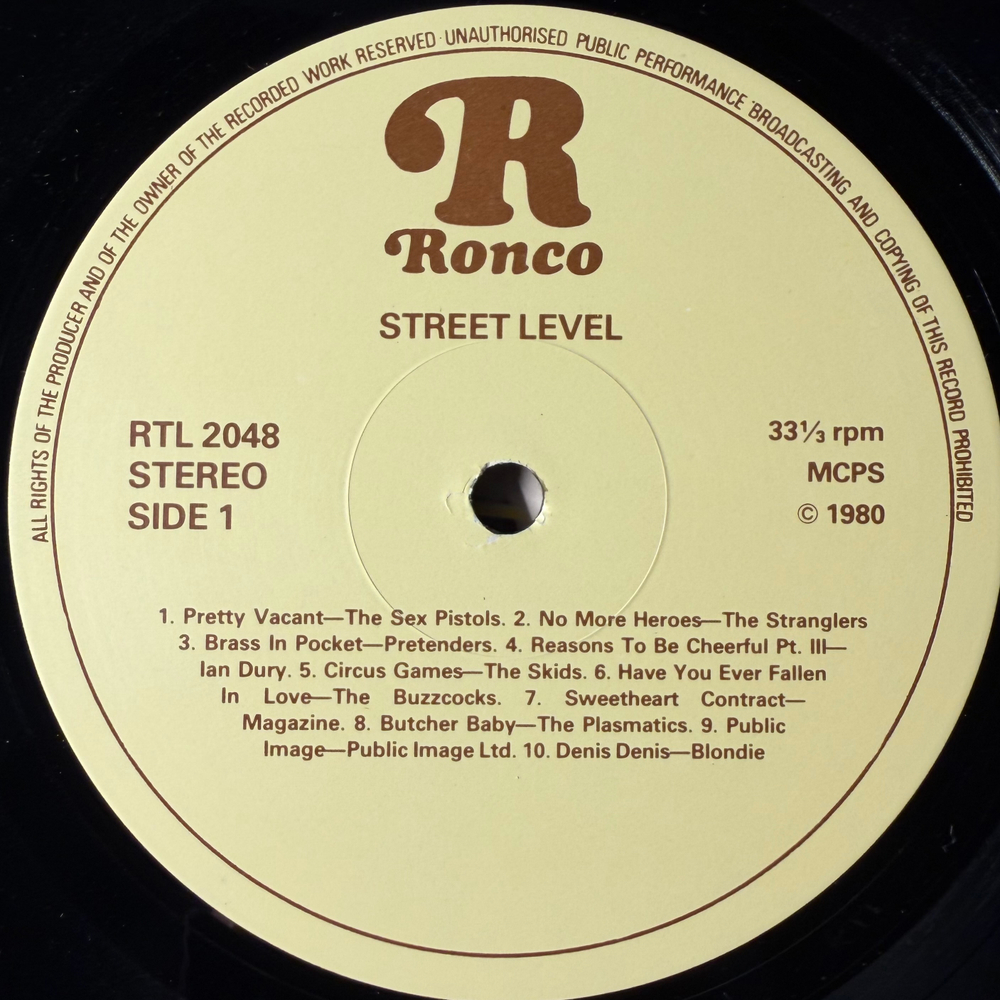 ALL RIGHTS OF THE PRODUCER AND OF THE OWNER OF THE RECORDED WORK RESERVED · UNAUTHORISED PUBLIC PERFORMANCE BROADCASTING AND COPYING OF THIS RECORD PROHIBITED
R
Ronco
STREET LEVEL
RTL 2048
STEREO
SIDE 1
33⅓ rpm
MCPS
© 1980
1. Pretty Vacant—The Sex Pistols. 2. No More Heroes—The Stranglers
3. Brass In Pocket—Pretenders. 4. Reasons To Be Cheerful Pt. III—
Ian Dury. 5. Circus Games—The Skids. 6. Have You Ever Fallen
In Love—The Buzzcocks. 7. Sweetheart Contract—
Magazine. 8. Butcher Baby—The Plasmatics. 9. Public
Image—Public Image Ltd. 10. Denis Denis—Blondie